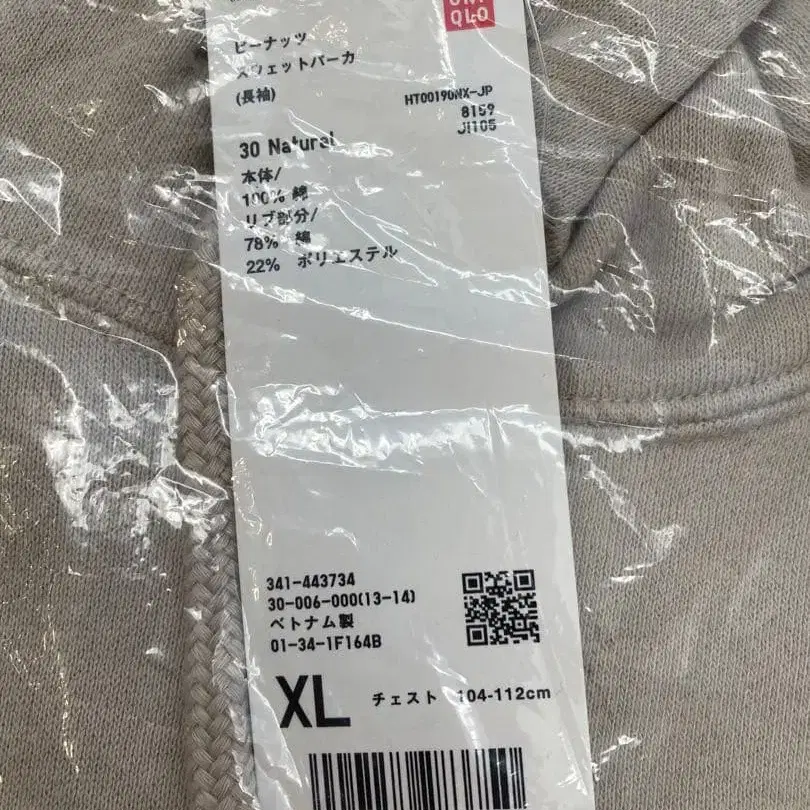 UNI
QLO
ピーナッツ
スウェットパーカ
(長袖)
HT00190NX-JP
8159
JI105
30 Natural
本体/
100% 綿
リブ部分/
78% 綿
22% ポリエステル
341-443734
30-006-000(13-14)
ベトナム製
01-34-1F164B
XL チェスト 104-112cm